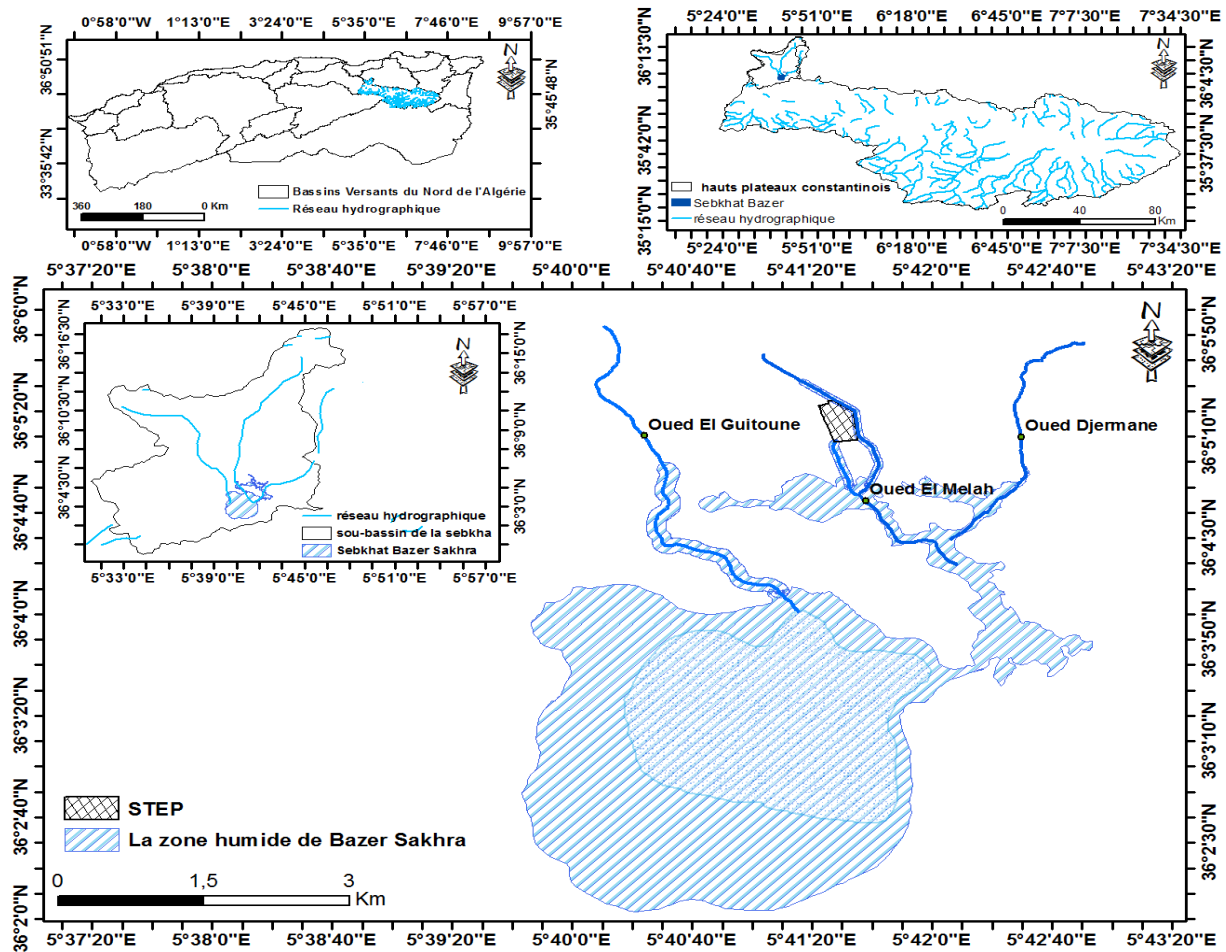 0°58'0"W 1°13'0"E 3°24'0"E 5°35'0"E 7°46'0"E 9°57'0"E
36°50'51"N
33°35'42"N
35°45'48"N
N
Bassins Versants du Nord de l'Algérie
Réseau hydrographique
360 180 0 Km
0°58'0"W 1°13'0"E 3°24'0"E 5°35'0"E 7°46'0"E 9°57'0"E
5°24'0"E 5°51'0"E 6°18'0"E 6°45'0"E 7°7'30"E 7°34'30"E
36°13'30"N
35°42'0"N
35°15'0"N
36°4'30"N
35°37'30"N
N
hauts plateaux constantinois
Sebkhat Bazer
réseau hydrographique
0 40 80
Km
5°24'0"E 5°51'0"E 6°18'0"E 6°45'0"E 7°7'30"E 7°34'30"E
5°37'20"E 5°38'0"E 5°38'40"E 5°39'20"E 5°40'0"E 5°40'40"E 5°41'20"E 5°42'0"E 5°42'40"E 5°43'20"E
36°6'0"N
36°5'20"N
36°4'40"N
36°4'0"N
36°3'20"N
36°2'40"N
36°2'0"N
36°5'50"N
36°5'10"N
36°4'30"N
36°3'50"N
36°3'10"N
36°2'30"N
5°33'0"E 5°39'0"E 5°45'0"E 5°51'0"E 5°57'0"E
36°16'30"N
36°10'30"N
36°4'30"N
36°15'0"N
36°9'0"N
36°3'0"N
N
réseau hydrographique
sou-bassin de la sebkha
Sebkhat Bazer Sakhra
5°33'0"E 5°39'0"E 5°45'0"E 5°51'0"E 5°57'0"E
N
Oued El Guitoune
Oued Djermane
Oued El Melah
STEP
La zone humide de Bazer Sakhra
0 1,5 3
Km
5°37'20"E 5°38'0"E 5°38'40"E 5°39'20"E 5°40'0"E 5°40'40"E 5°41'20"E 5°42'0"E 5°42'40"E 5°43'20"E